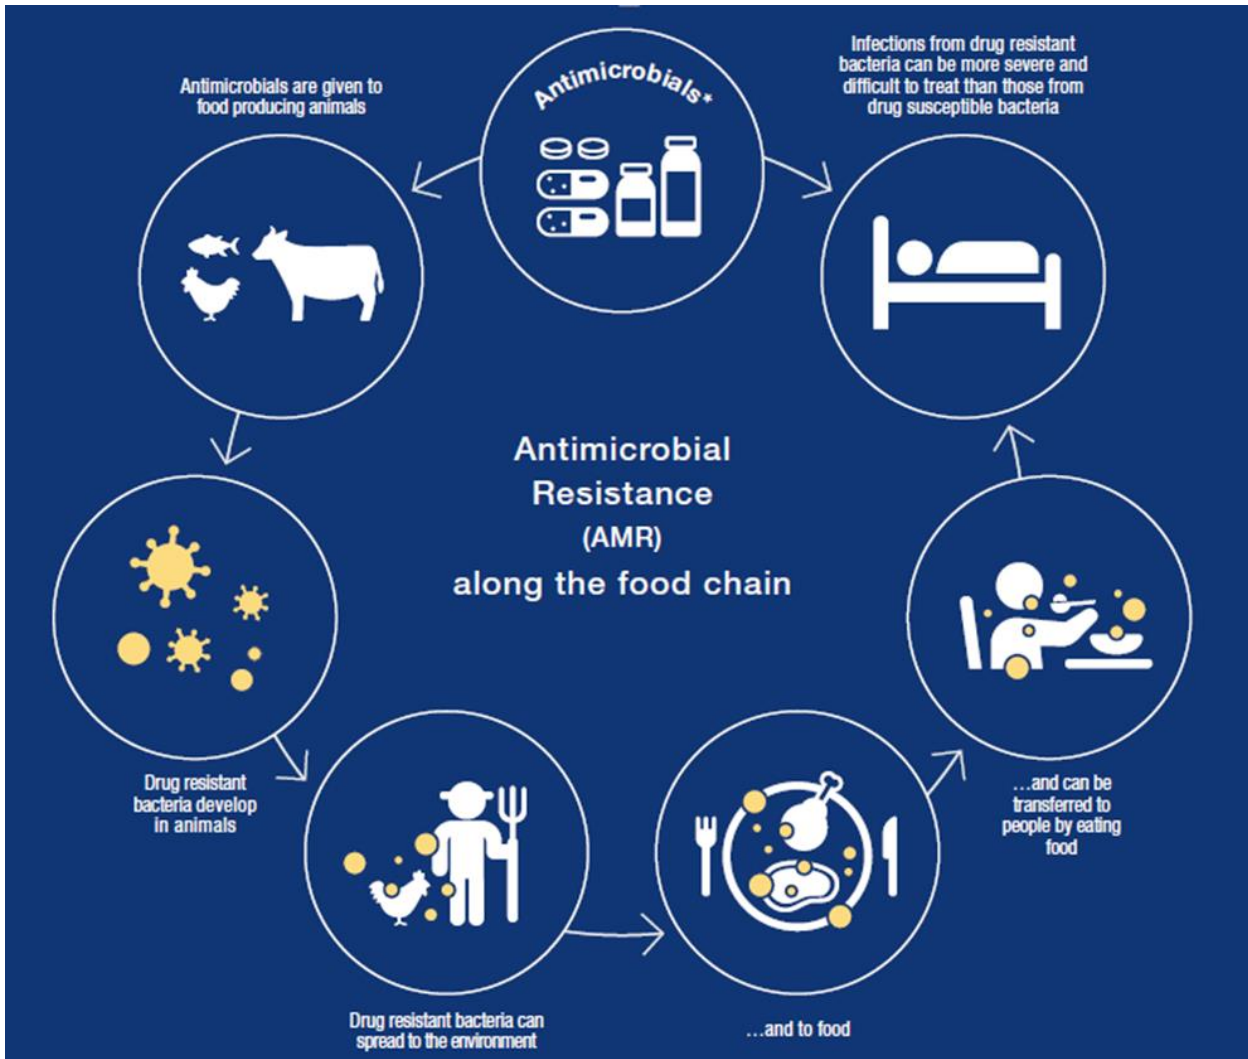 Antimicrobials*
Antimicrobials are given to
food producing animals
Drug resistant
bacteria develop
in animals
Drug resistant bacteria can
spread to the environment
...and to food
...and can be
transferred to
people by eating
food
Infections from drug resistant
bacteria can be more severe and
difficult to treat than those from
drug susceptible bacteria
Antimicrobial
Resistance
(AMR)
along the food chain